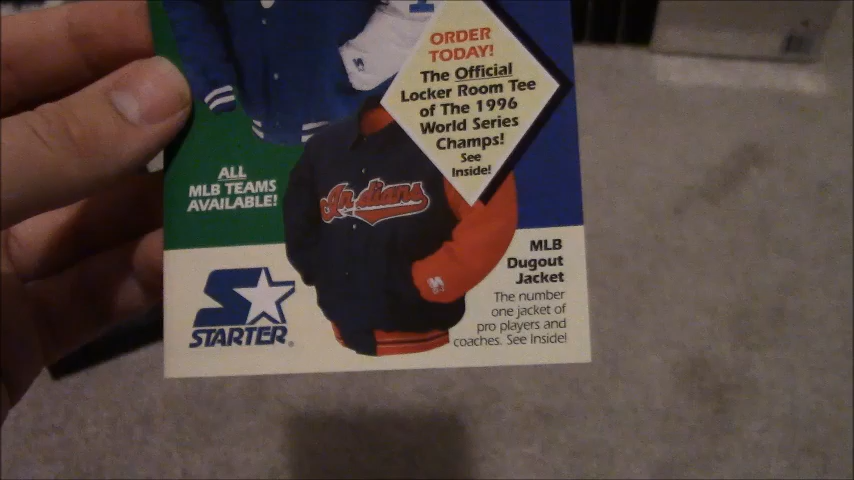 ORDER
TODAY!
The Official
Locker Room Tee
of The 1996
World Series
Champs!
See
Inside!
ALL
MLB TEAMS
AVAILABLE!
Indians
MLB
Dugout
Jacket
The number
one jacket of
pro players and
coaches. See Inside!
STARTER®